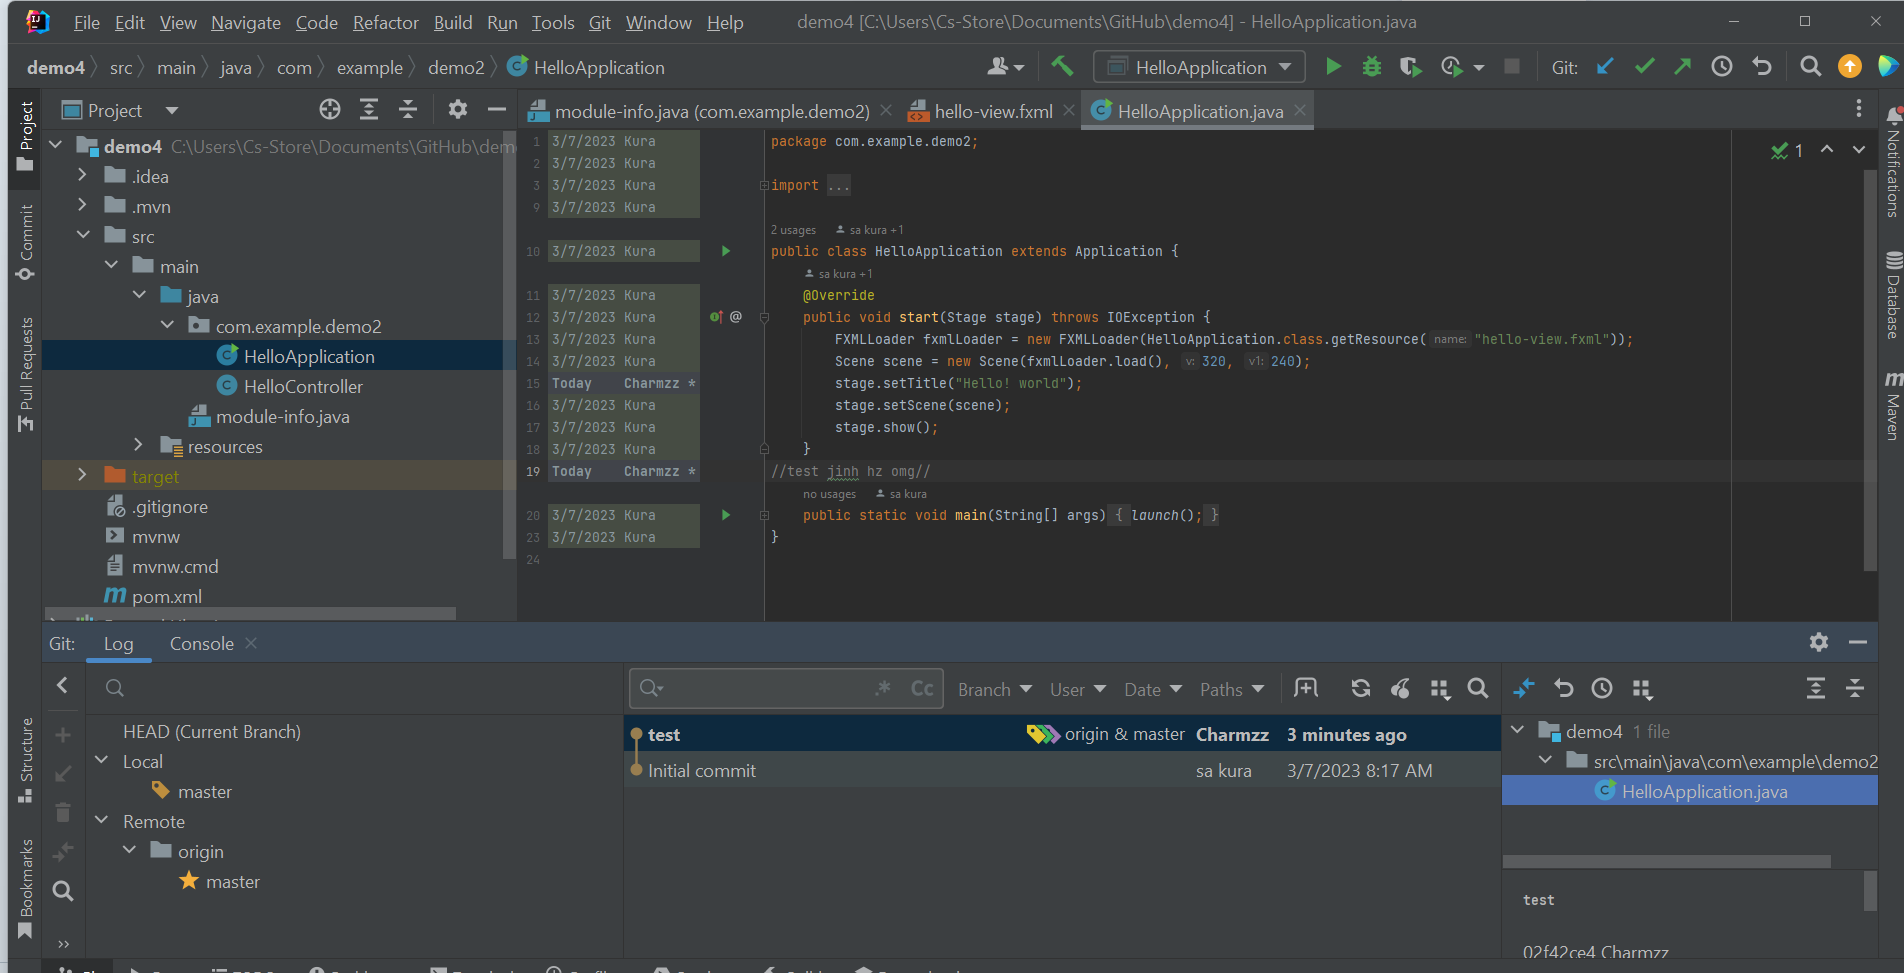 File Edit View Navigate Code Refactor Build Run Tools Git Window Help demo4 [C:\Users\Cs-Store\Documents\GitHub\demo4] - HelloApplication.java
demo4 src main java com example demo2 HelloApplication HelloApplication Git:
Project module-info.java (com.example.demo2) hello-view.fxml HelloApplication.java
Project
Commit
Pull Requests
Structure
Bookmarks
demo4 C:\Users\Cs-Store\Documents\GitHub\dem
.idea
.mvn
src
main
java
com.example.demo2
HelloApplication
HelloController
module-info.java
resources
target
.gitignore
mvnw
mvnw.cmd
pom.xml
1 3/7/2023 Kura package com.example.demo2;
2 3/7/2023 Kura
3 3/7/2023 Kura import ...
9 3/7/2023 Kura
2 usages sa kura +1
10 3/7/2023 Kura public class HelloApplication extends Application {
sa kura +1
11 3/7/2023 Kura @Override
12 3/7/2023 Kura @ public void start(Stage stage) throws IOException {
13 3/7/2023 Kura FXMLLoader fxmlLoader = new FXMLLoader(HelloApplication.class.getResource( name: "hello-view.fxml"));
14 3/7/2023 Kura Scene scene = new Scene(fxmlLoader.load(), v: 320, v1: 240);
15 Today Charmzz * stage.setTitle("Hello! world");
16 3/7/2023 Kura stage.setScene(scene);
17 3/7/2023 Kura stage.show();
18 3/7/2023 Kura }
19 Today Charmzz * //test jinh hz omg//
no usages sa kura
20 3/7/2023 Kura public static void main(String[] args) { launch(); }
23 3/7/2023 Kura }
24
1
Notifications
Database
m Maven
Git: Log Console
.* Cc Branch User Date Paths
HEAD (Current Branch)
Local
master
Remote
origin
master
test origin & master Charmzz 3 minutes ago
Initial commit sa kura 3/7/2023 8:17 AM
demo4 1 file
src\main\java\com\example\demo2
HelloApplication.java
test
02f42ce4 Charmzz